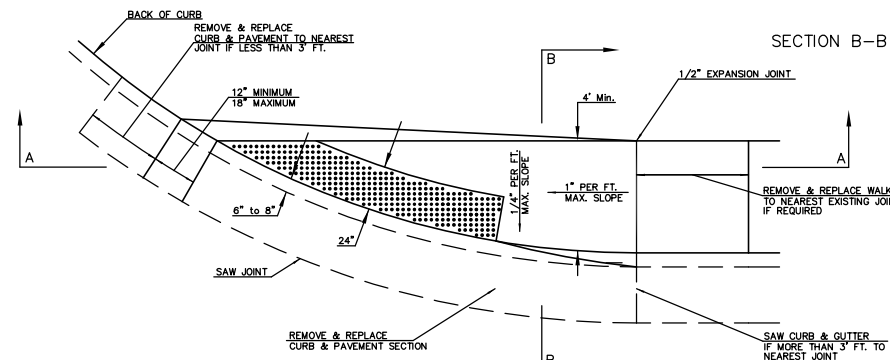 BACK OF CURB
REMOVE & REPLACE
CURB & PAVEMENT TO NEAREST
JOINT IF LESS THAN 3' FT.
12" MINIMUM
18" MAXIMUM
B
SECTION B-B
1/2" EXPANSION JOINT
4' Min.
A
A
1/4" PER FT.
MAX. SLOPE
1" PER FT.
MAX. SLOPE
REMOVE & REPLACE WALK
TO NEAREST EXISTING JOI
IF REQUIRED
6" to 8"
24"
SAW JOINT
REMOVE & REPLACE
CURB & PAVEMENT SECTION
SAW CURB & GUTTER
IF MORE THAN 3' FT. TO
NEAREST JOINT
B